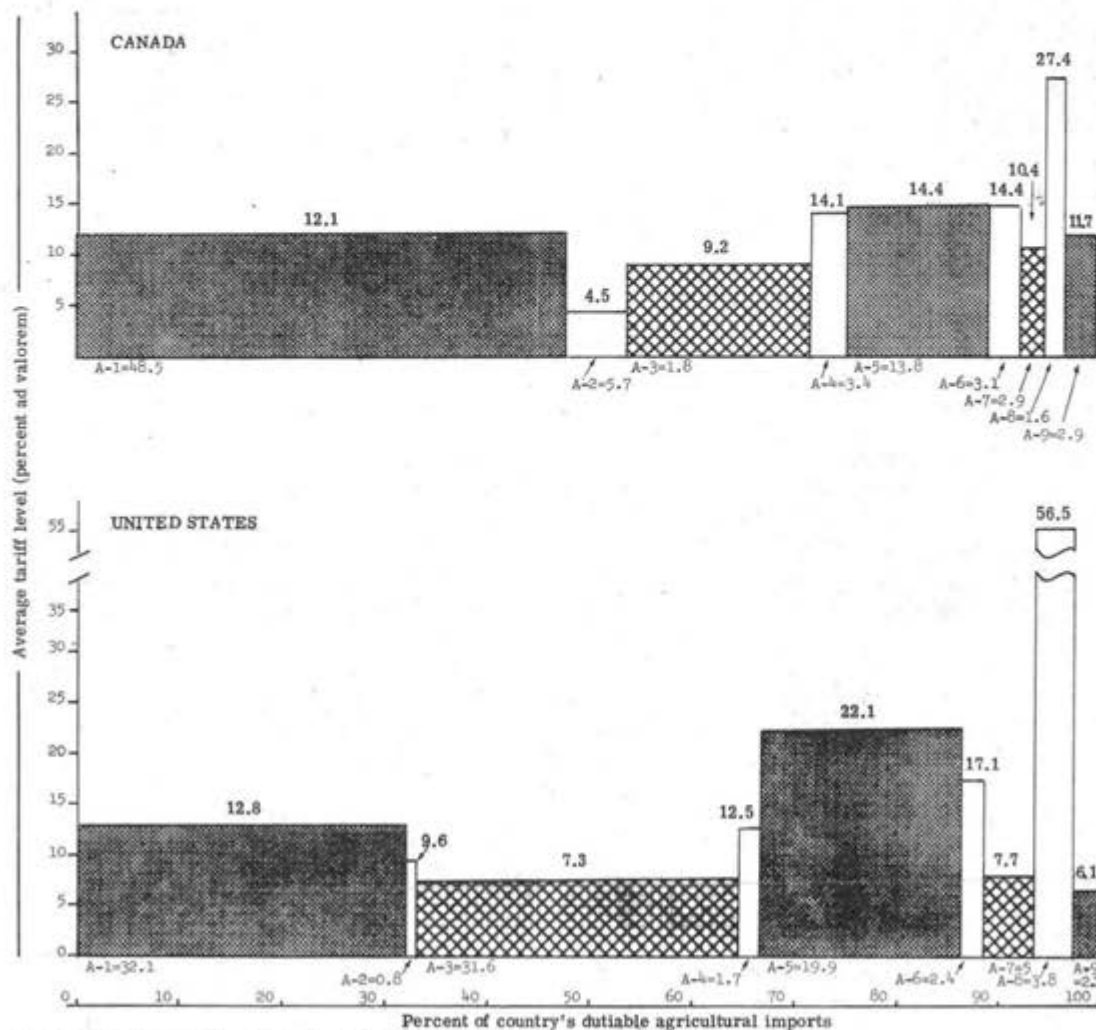 Average tariff level (percent ad valorem)
CANADA
30
25
20
15
10
5
12.1
4.5
9.2
14.1
14.4
14.4
10.4
27.4
11.7
A-1=48.5
A-2=5.7
A-3=1.8
A-4=3.4
A-5=13.8
A-6=3.1
A-7=2.9
A-8=1.6
A-9=2.9
UNITED STATES
55
35
30
25
20
15
10
5
0
12.8
9.6
7.3
12.5
22.1
17.1
7.7
56.5
6.1
A-1=32.1
A-2=0.8
A-3=31.6
A-4=1.7
A-5=19.9
A-6=2.4
A-7=5
A-8=3.8
0 10 20 30 40 50 60 70 80 90 100
Percent of country's dutiable agricultural imports